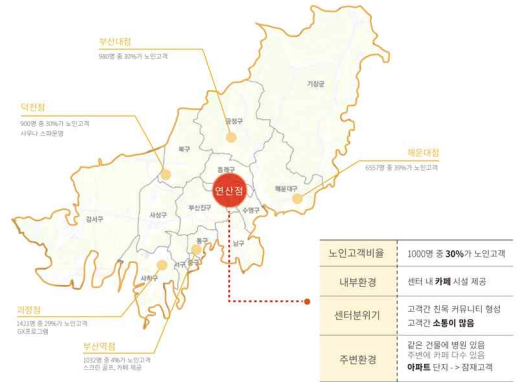 부산대점
980명 중 30%가 노인고객
덕천점
900명 중 30%가 노인고객
사우나 스파운영
기장군
금정구
북구
동래구
해운대점
6557명 중 39%가 노인고객
연산점
해운대구
강서구
사상구
부산진구
수영구
동구
남구
서구
중구
사하구
괴정점
1421명 중 29%가 노인고객
GX프로그램
부산역점
1032명 중 4%가 노인고객
스크린 골프, 카페 제공
노인고객비율
1000명 중 30%가 노인고객
내부환경
센터 내 카페 시설 제공
센터분위기
고객간 친목 커뮤니티 형성
고객간 소통이 많음
주변환경
같은 건물에 병원 있음
주변에 카페 다수 있음
아파트 단지 -> 잠재고객